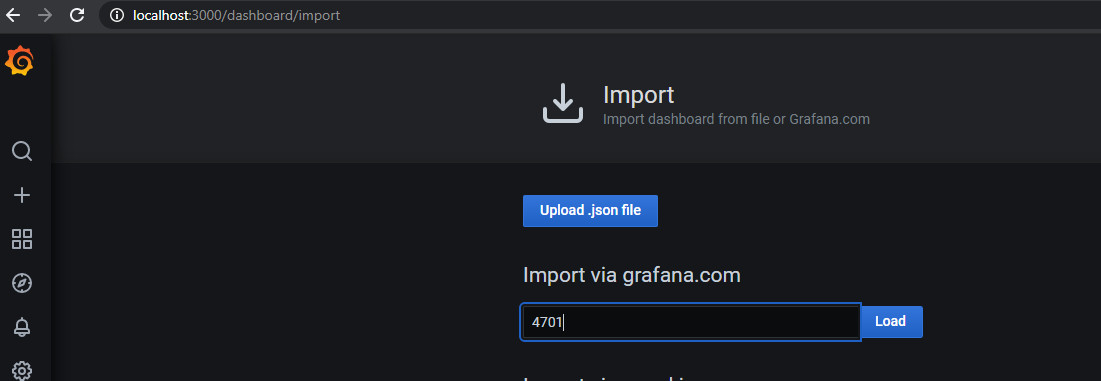 localhost:3000/dashboard/import
Import
Import dashboard from file or Grafana.com
Upload .json file
Import via grafana.com
4701
Load